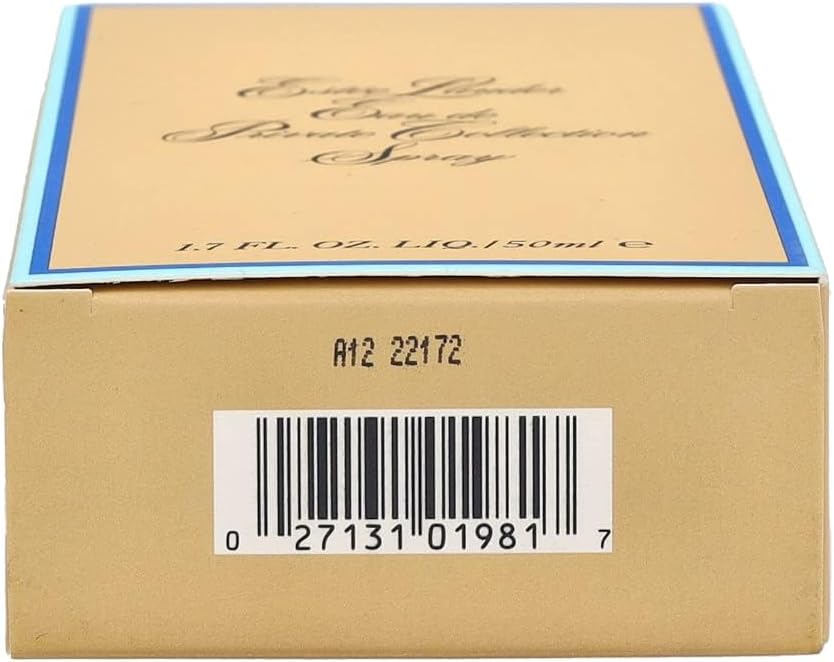 Estee Lauder
Eau de
Private Collection
Spray
1.7 FL. OZ. LIQ./50ml e
A12 22172
0 27131 01981 7